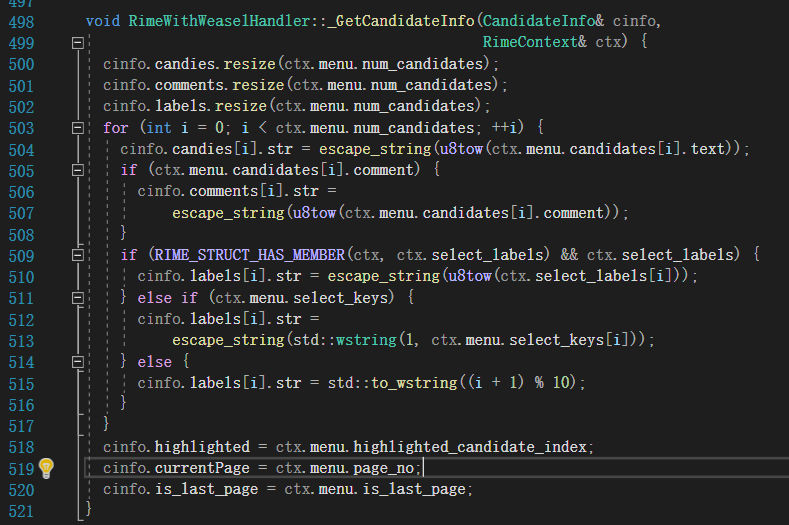 497
498 void RimeWithWeaselHandler::_GetCandidateInfo(CandidateInfo& cinfo,
499                                               RimeContext& ctx) {
500   cinfo.candies.resize(ctx.menu.num_candidates);
501   cinfo.comments.resize(ctx.menu.num_candidates);
502   cinfo.labels.resize(ctx.menu.num_candidates);
503   for (int i = 0; i < ctx.menu.num_candidates; ++i) {
504     cinfo.candies[i].str = escape_string(u8tow(ctx.menu.candidates[i].text));
505     if (ctx.menu.candidates[i].comment) {
506       cinfo.comments[i].str =
507           escape_string(u8tow(ctx.menu.candidates[i].comment));
508     }
509     if (RIME_STRUCT_HAS_MEMBER(ctx, ctx.select_labels) && ctx.select_labels) {
510       cinfo.labels[i].str = escape_string(u8tow(ctx.select_labels[i]));
511     } else if (ctx.menu.select_keys) {
512       cinfo.labels[i].str =
513           escape_string(std::wstring(1, ctx.menu.select_keys[i]));
514     } else {
515       cinfo.labels[i].str = std::to_wstring((i + 1) % 10);
516     }
517   }
518   cinfo.highlighted = ctx.menu.highlighted_candidate_index;
519   cinfo.currentPage = ctx.menu.page_no;
520   cinfo.is_last_page = ctx.menu.is_last_page;
521 }